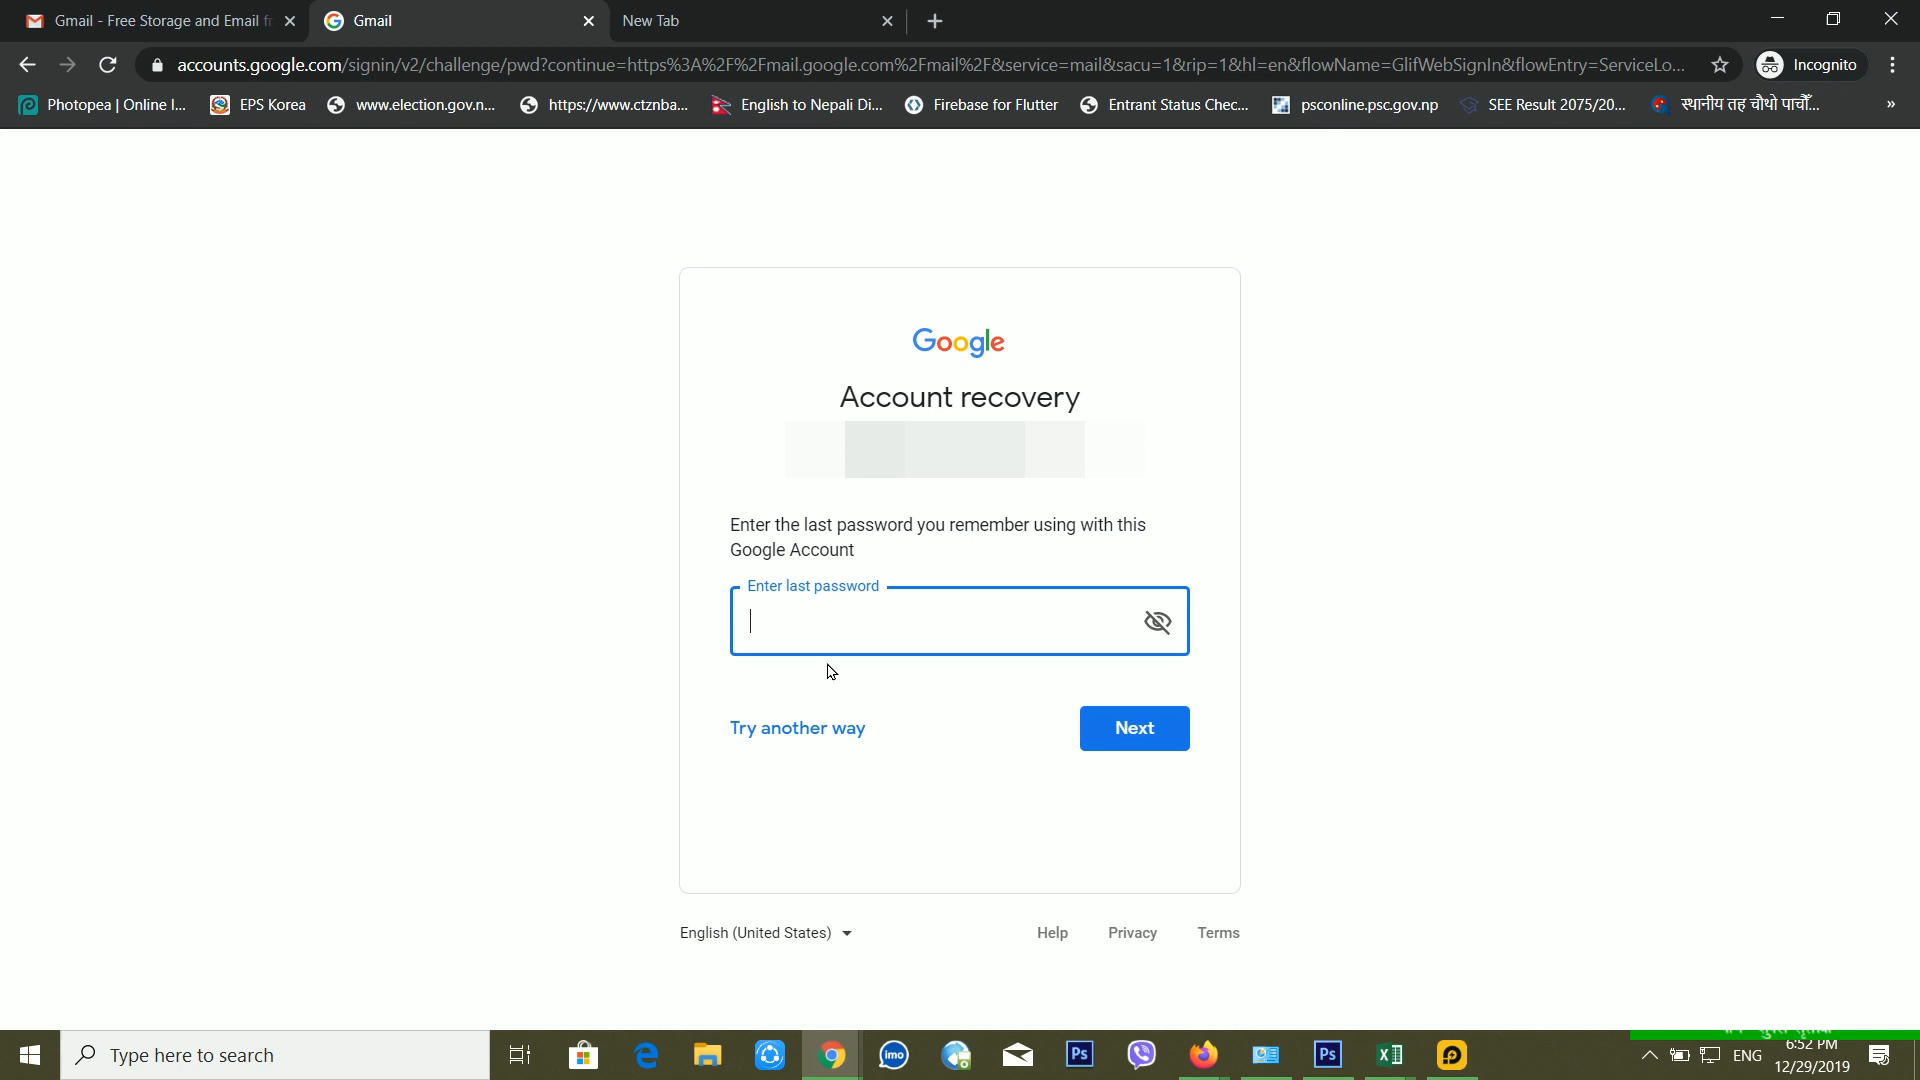 Gmail - Free Storage and Email fr
Gmail
New Tab
accounts.google.com/signin/v2/challenge/pwd?continue=https%3A%2F%2Fmail.google.com%2Fmail%2F&service=mail&sacu=1&rip=1&hl=en&flowName=GlifWebSignIn&flowEntry=ServiceLo...
Incognito
Photopea | Online I...
EPS Korea
www.election.gov.n...
https://www.ctznba...
English to Nepali Di...
Firebase for Flutter
Entrant Status Chec...
psconline.psc.gov.np
SEE Result 2075/20...
स्थानीय तह चौथो पाचौँ...
»
Google
Account recovery
Enter the last password you remember using with this
Google Account
Enter last password
Try another way
Next
English (United States)
Help
Privacy
Terms
Type here to search
imo
Ps
Ps
ENG
6:52 PM
12/29/2019